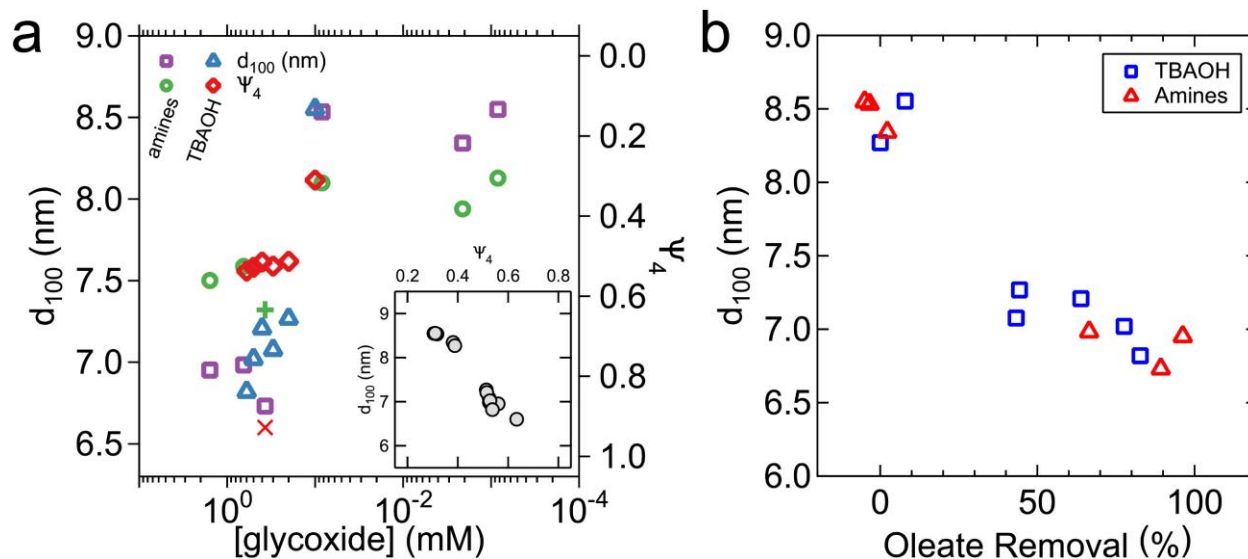 a
9.0
8.5
8.0
7.5
7.0
6.5
d₁₀₀ (nm)
d₁₀₀ (nm)
Ψ₄
amines
TBAOH
0.0
0.2
0.4
0.6
0.8
1.0
Ψ₄
Ψ₄
0.2 0.4 0.6 0.8
9
8
7
6
d₁₀₀ (nm)
10⁰ 10⁻² 10⁻⁴
[glycoxide] (mM)
b
9.0
8.5
8.0
7.5
7.0
6.5
6.0
d₁₀₀ (nm)
TBAOH
Amines
0 50 100
Oleate Removal (%)